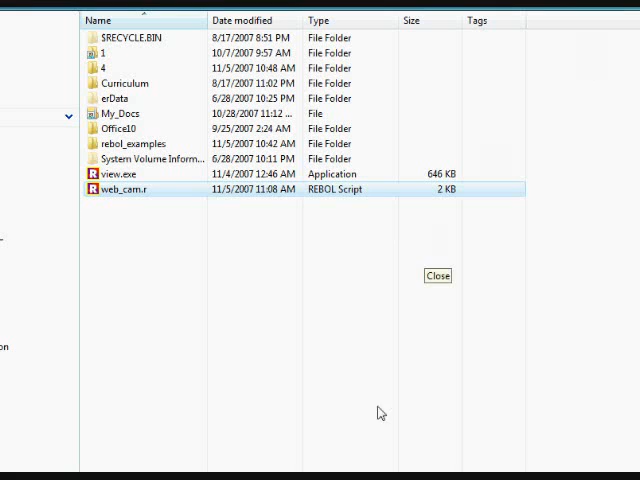 Name Date modified Type Size Tags
$RECYCLE.BIN 8/17/2007 8:51 PM File Folder
1 10/7/2007 9:57 AM File Folder
4 11/5/2007 10:48 AM File Folder
Curriculum 8/17/2007 11:02 PM File Folder
erData 6/28/2007 10:25 PM File Folder
My_Docs 10/28/2007 11:12 ... File
Office10 9/25/2007 2:24 AM File Folder
rebol_examples 11/5/2007 10:42 AM File Folder
System Volume Inform... 6/28/2007 10:11 PM File Folder
view.exe 11/4/2007 12:46 AM Application 646 KB
web_cam.r 11/5/2007 11:08 AM REBOL Script 2 KB
Close
on